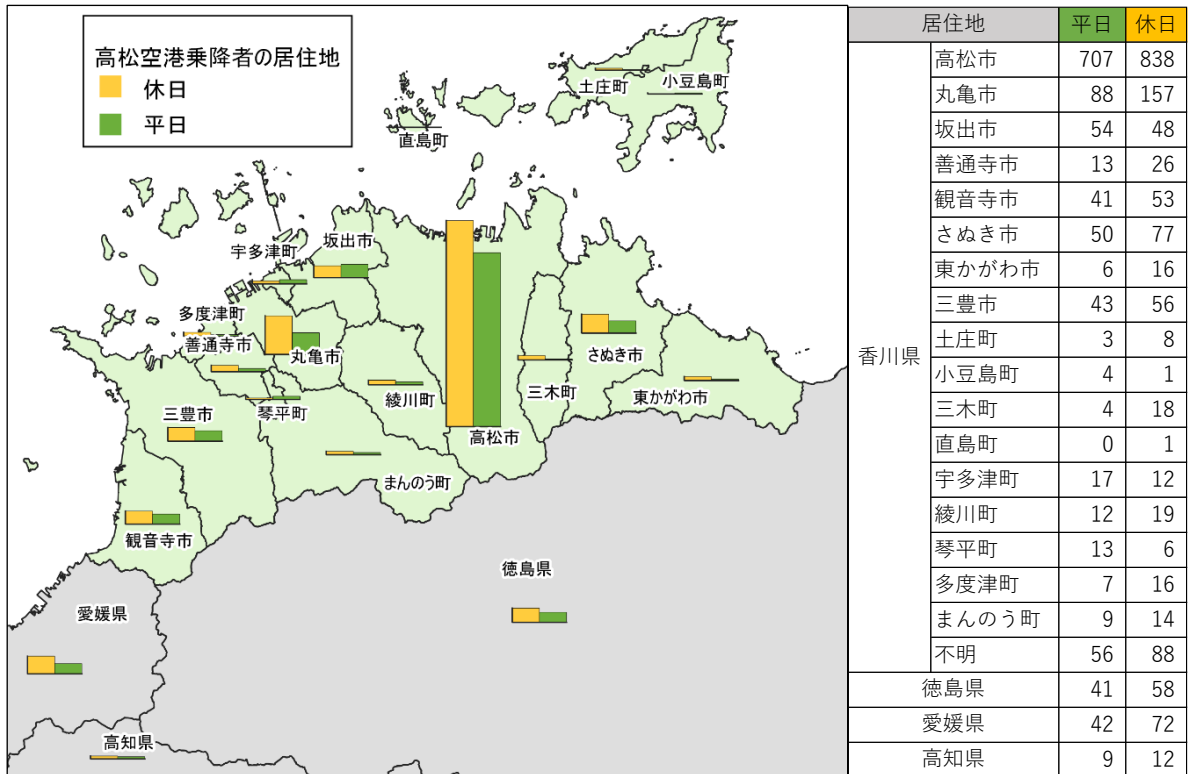 高松空港乗降者の居住地
休日
平日
土庄町
小豆島町
直島町
宇多津町
坂出市
多度津町
善通寺市
丸亀市
さぬき市
三木町
東かがわ市
綾川町
琴平町
三豊市
高松市
まんのう町
観音寺市
徳島県
愛媛県
高知県
居住地 平日 休日
香川県
高松市 707 838
丸亀市 88 157
坂出市 54 48
善通寺市 13 26
観音寺市 41 53
さぬき市 50 77
東かがわ市 6 16
三豊市 43 56
土庄町 3 8
小豆島町 4 1
三木町 4 18
直島町 0 1
宇多津町 17 12
綾川町 12 19
琴平町 13 6
多度津町 7 16
まんのう町 9 14
不明 56 88
徳島県 41 58
愛媛県 42 72
高知県 9 12